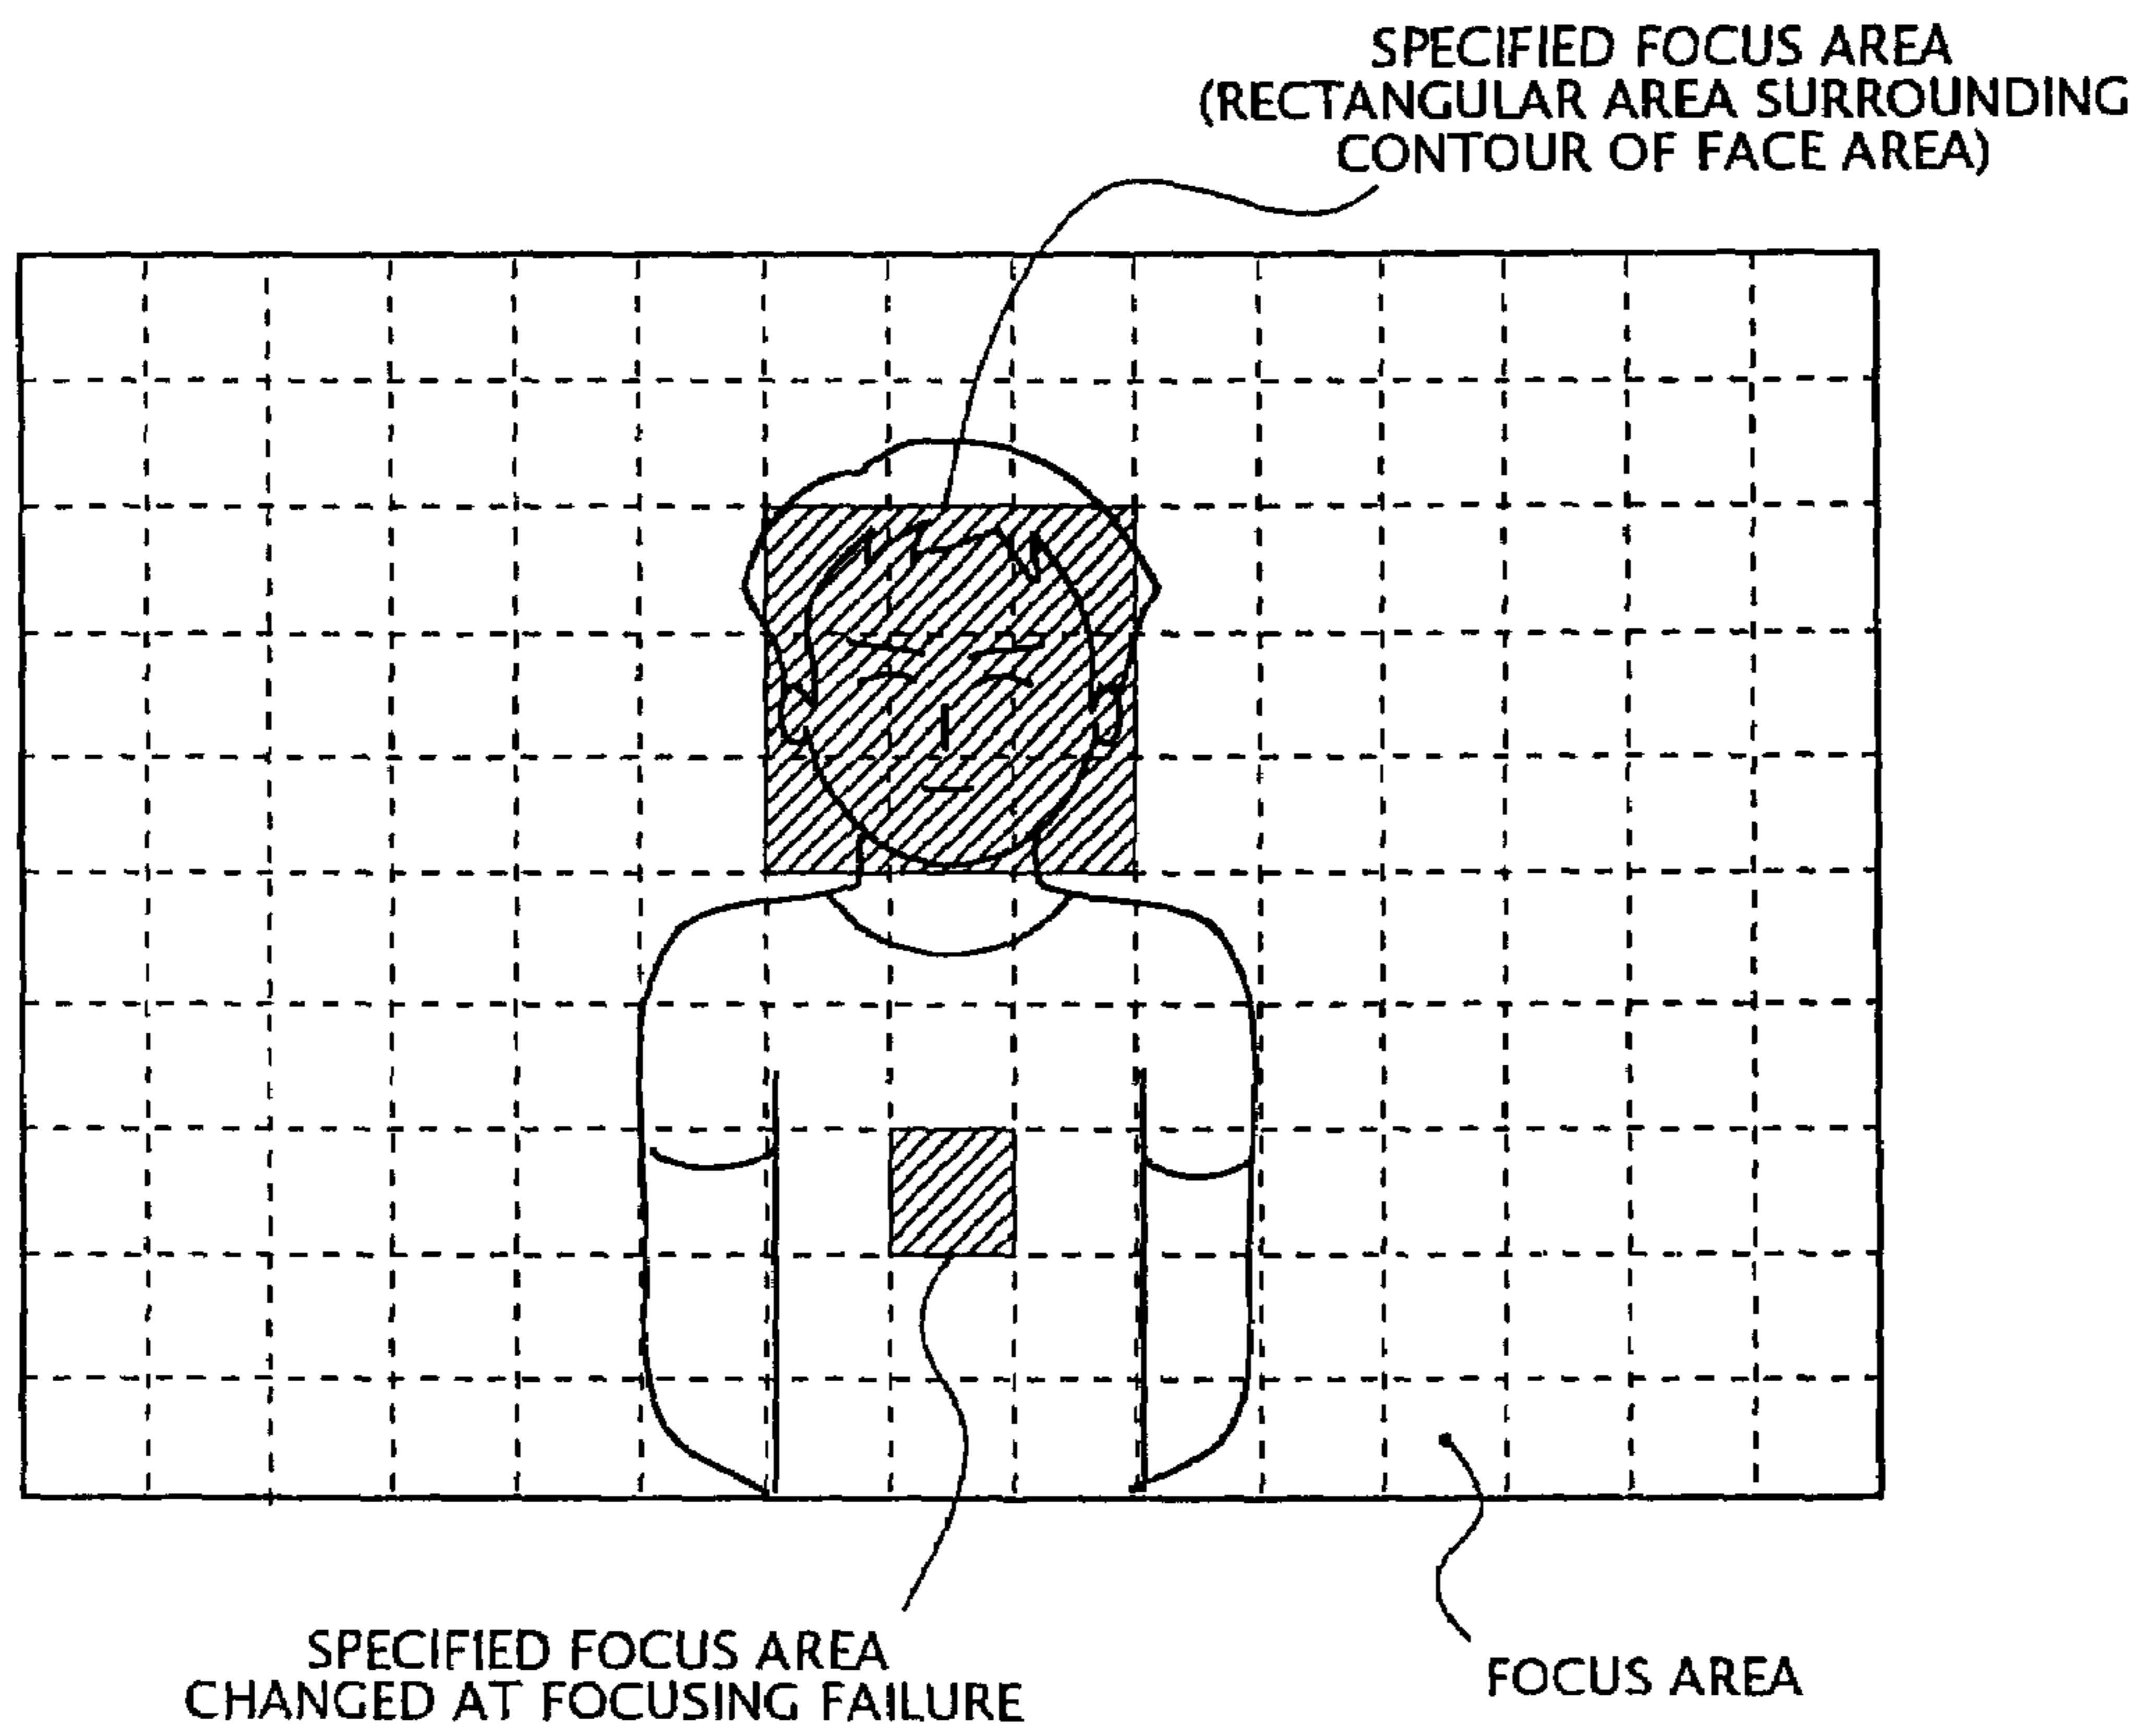 SPECIFIED FOCUS AREA
(RECTANGULAR AREA SURROUNDING
CONTOUR OF FACE AREA)
SPECIFIED FOCUS AREA
CHANGED AT FOCUSING FAILURE
FOCUS AREA